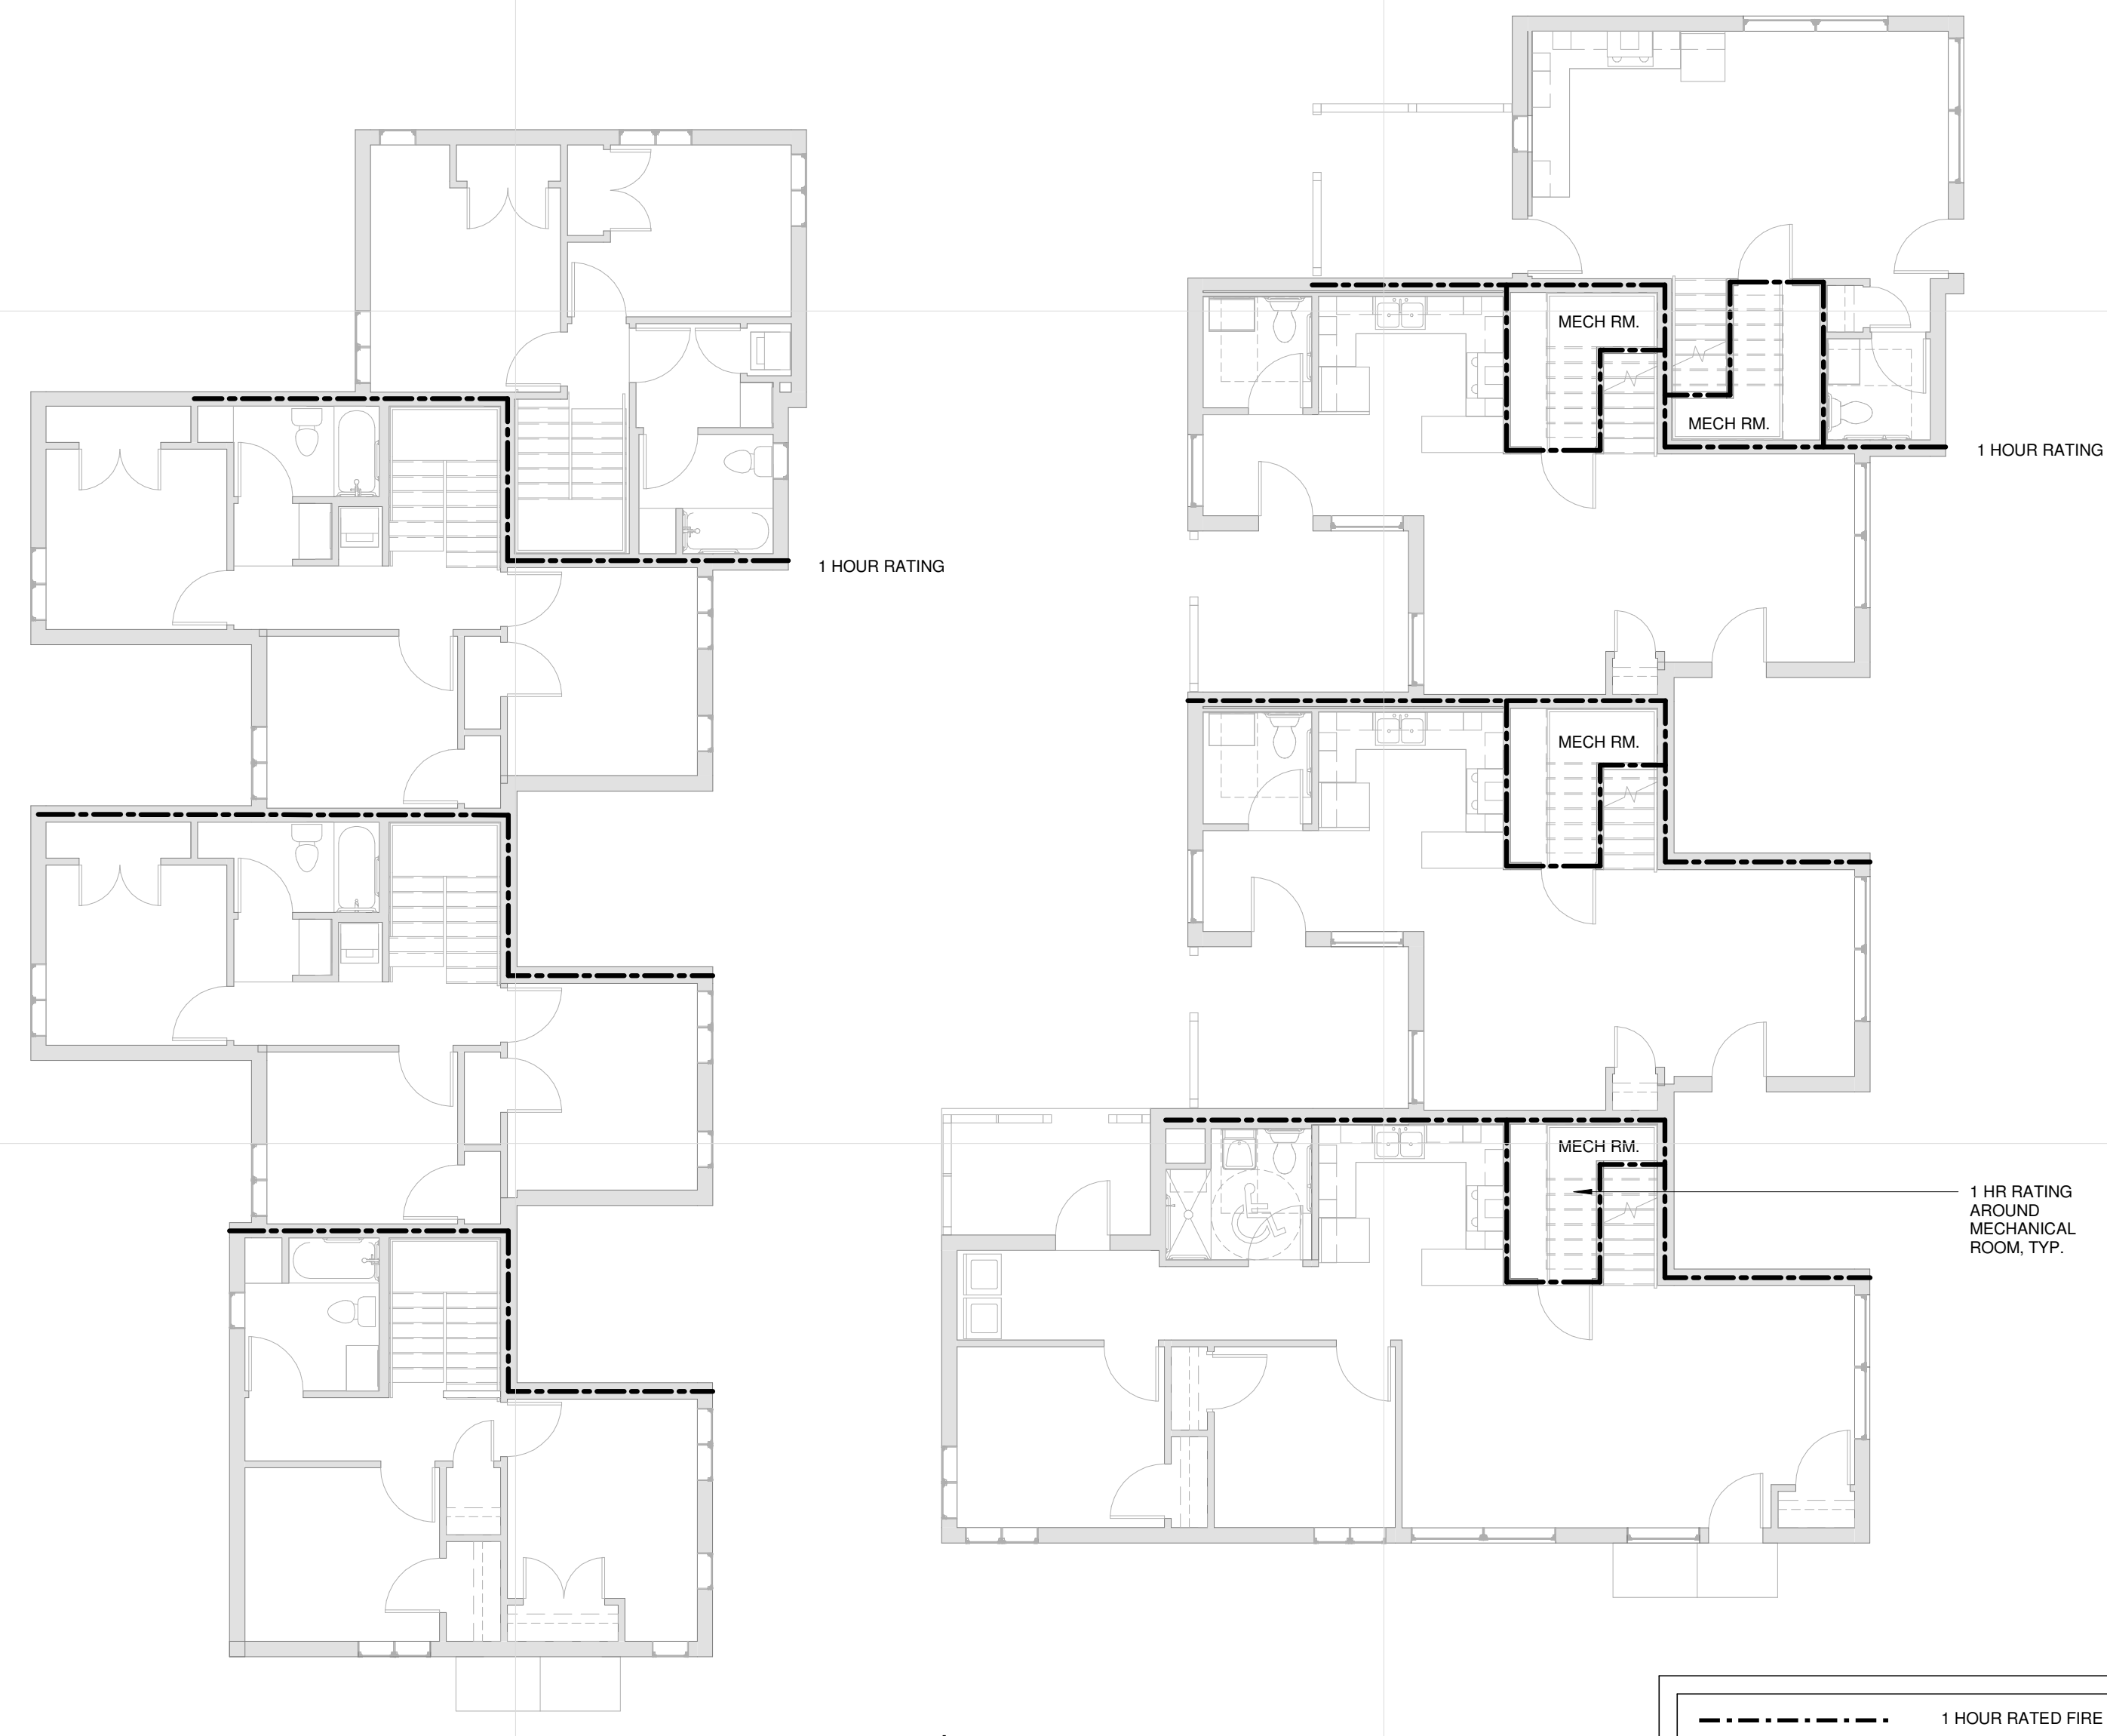 MECH RM.
MECH RM.
1 HOUR RATING
1 HOUR RATING
MECH RM.
MECH RM.
1 HR RATING
AROUND
MECHANICAL
ROOM, TYP.
1 HOUR RATED FIRE